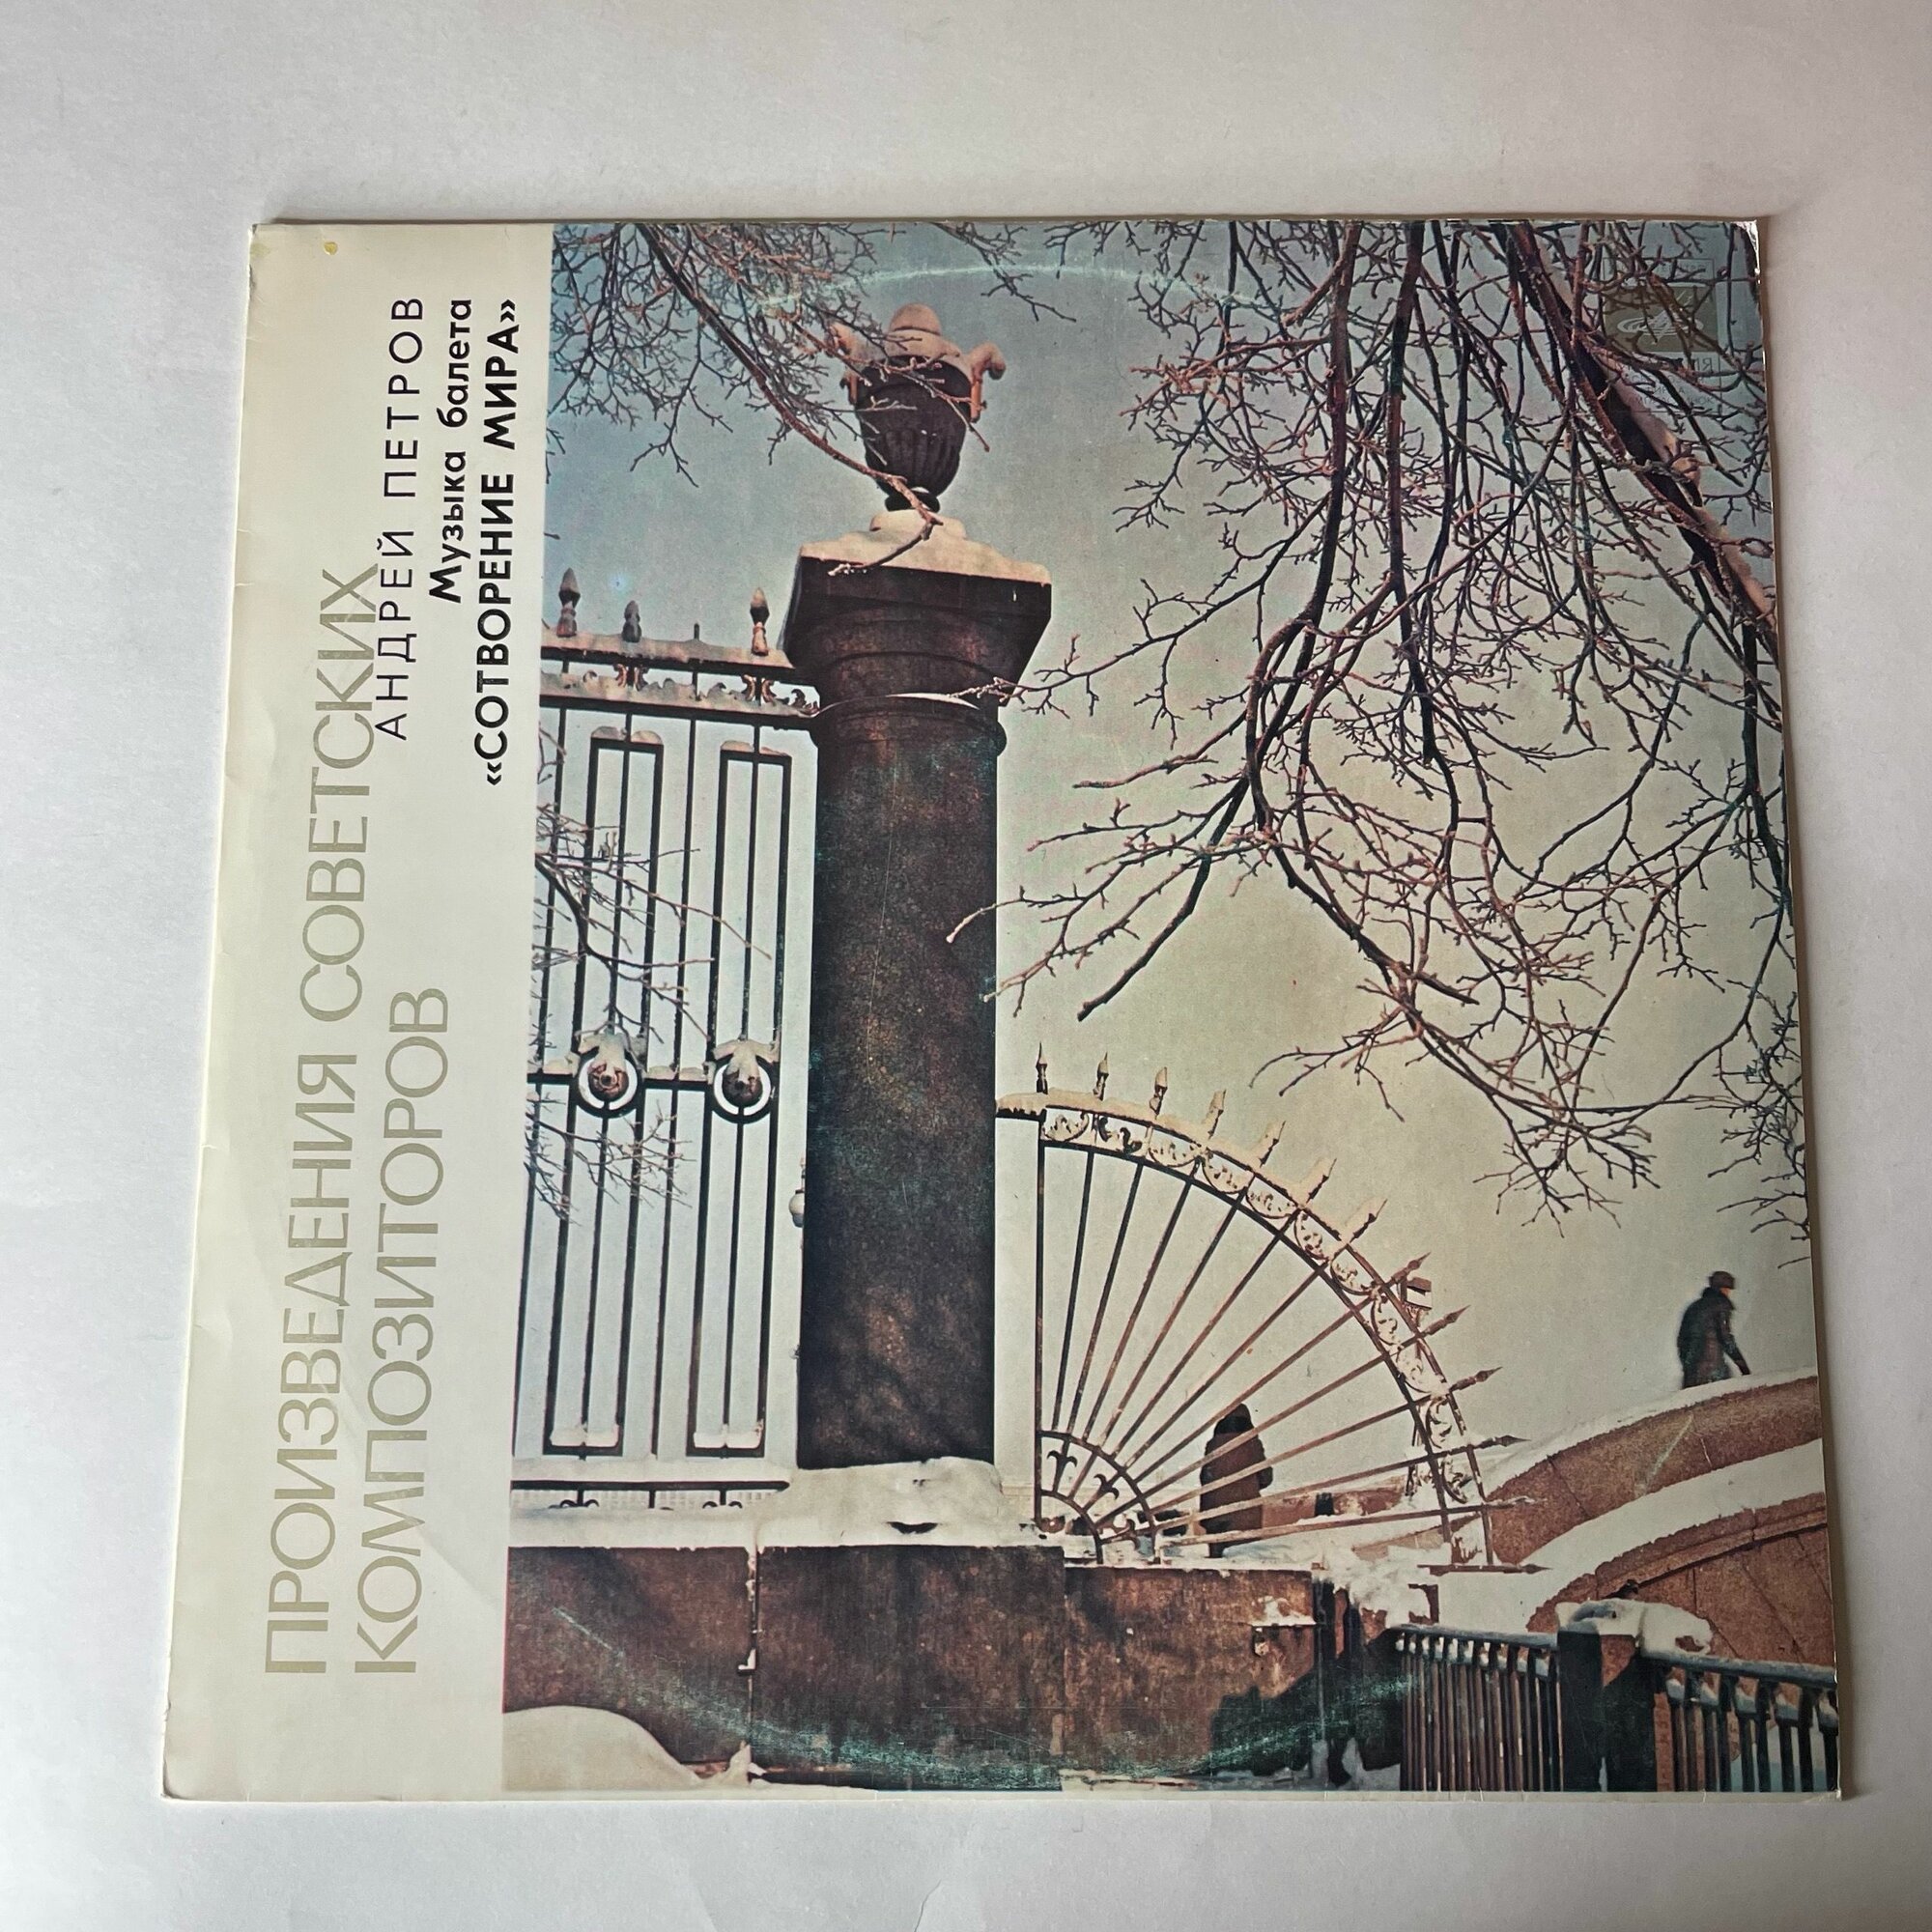 ПРОИЗВЕДЕНИЯ СОВЕТСКИХ
КОМПОЗИТОРОВ
АНДРЕЙ ПЕТРОВ
Музыка балета
«СОТВОРЕНИЕ МИРА»